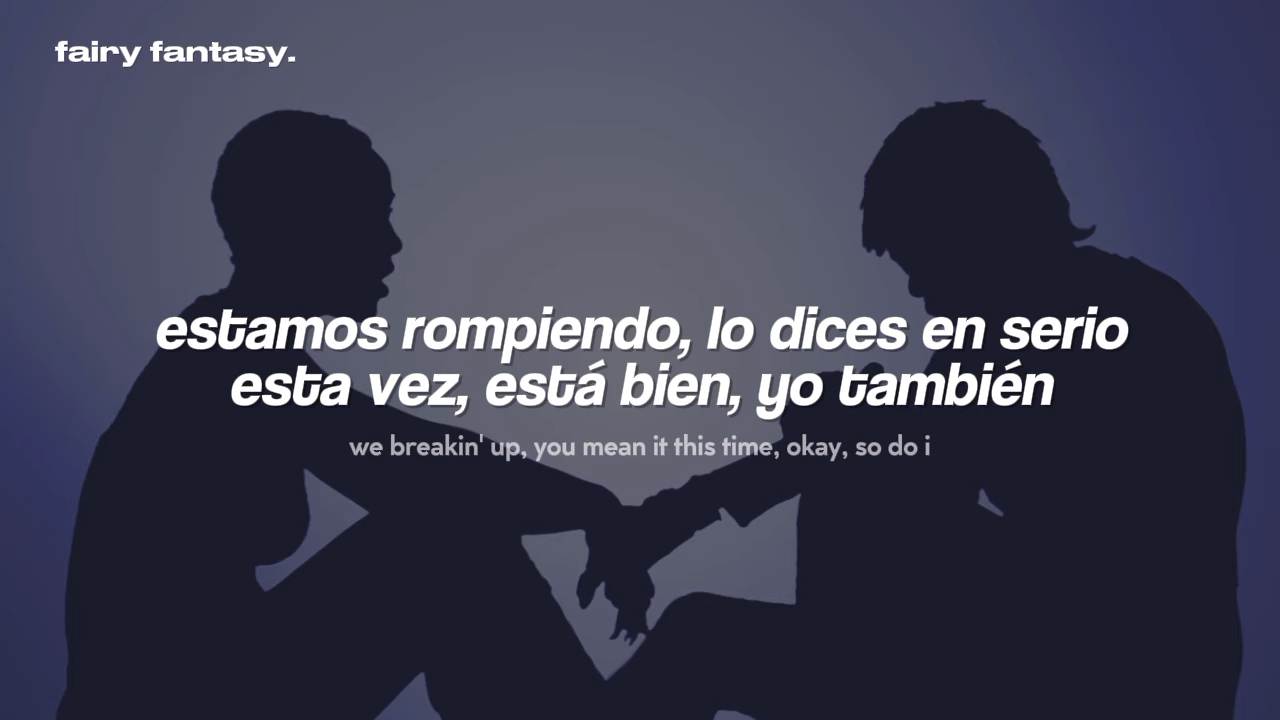 fairy fantasy.
estamos rompiendo, lo dices en serio
esta vez, está bien, yo también
we breakin' up, you mean it this time, okay, so do i